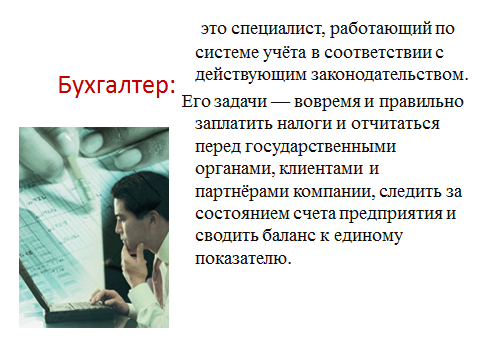 Бухгалтер:
это специалист, работающий по
системе учёта в соответствии с
действующим законодательством.
Его задачи — вовремя и правильно
заплатить налоги и отчитаться
перед государственными
органами, клиентами и
партнёрами компании, следить за
состоянием счета предприятия и
сводить баланс к единому
показателю.